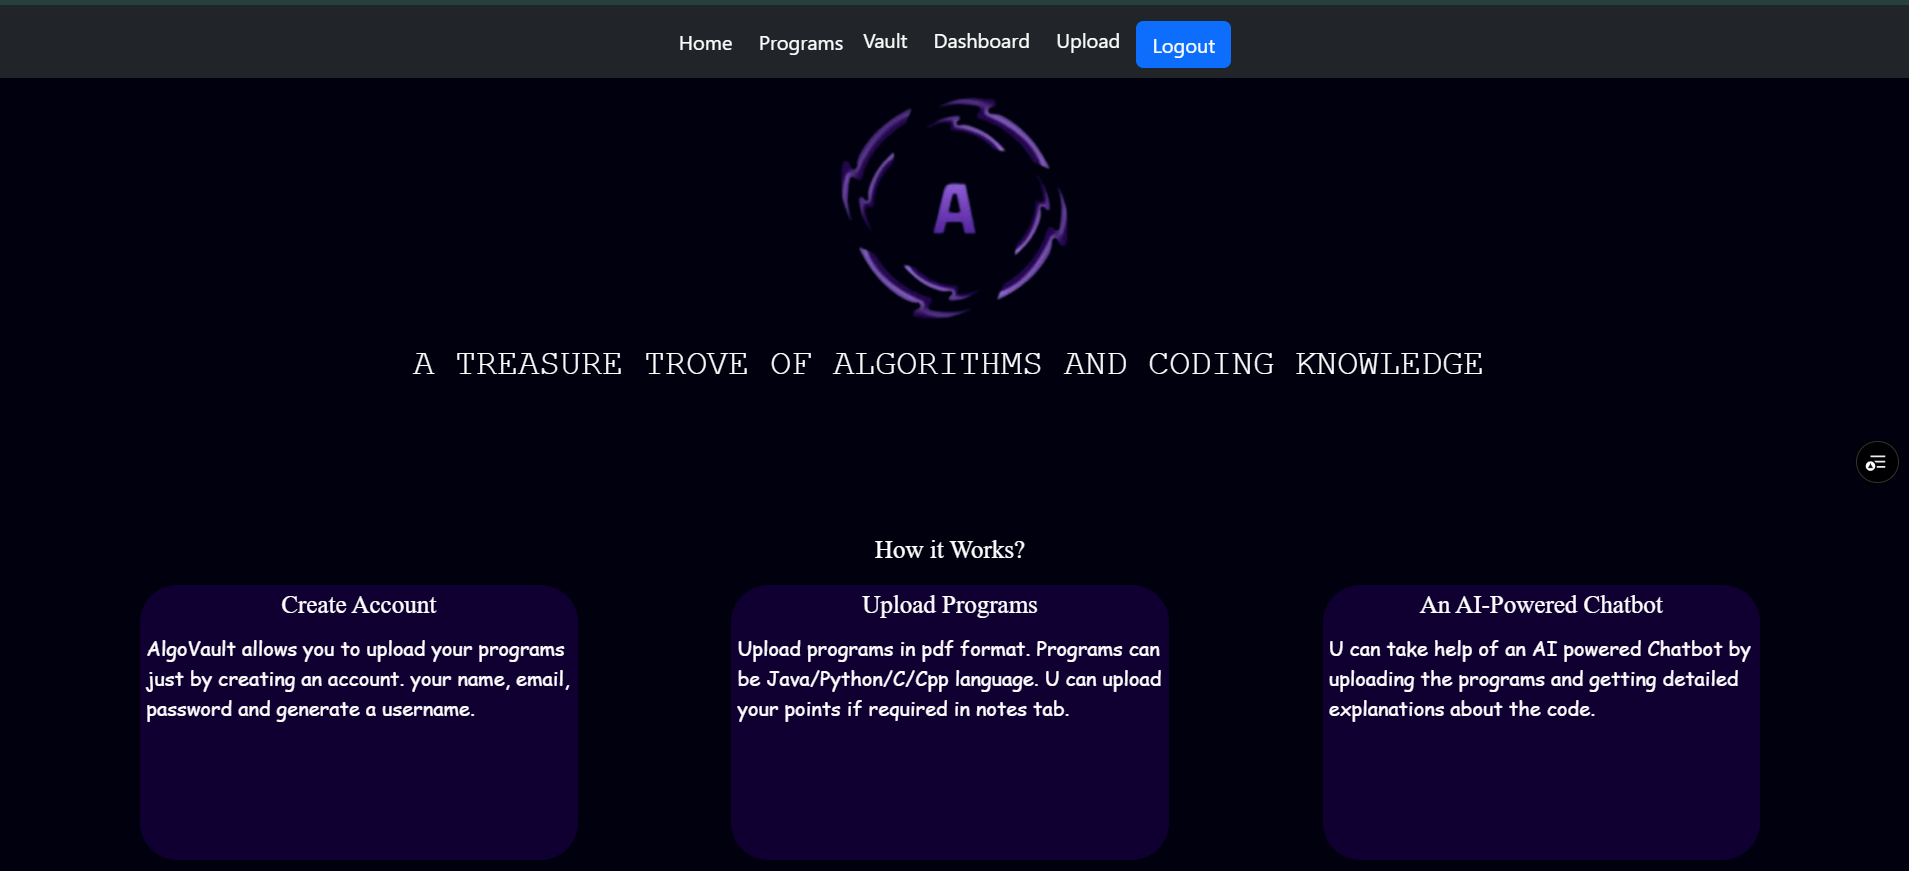 Home Programs Vault Dashboard Upload Logout
A
A TREASURE TROVE OF ALGORITHMS AND CODING KNOWLEDGE
How it Works?
Create Account
AlgoVault allows you to upload your programs
just by creating an account. your name, email,
password and generate a username.
Upload Programs
Upload programs in pdf format. Programs can
be Java/Python/C/Cpp language. U can upload
your points if required in notes tab.
An AI-Powered Chatbot
U can take help of an AI powered Chatbot by
uploading the programs and getting detailed
explanations about the code.